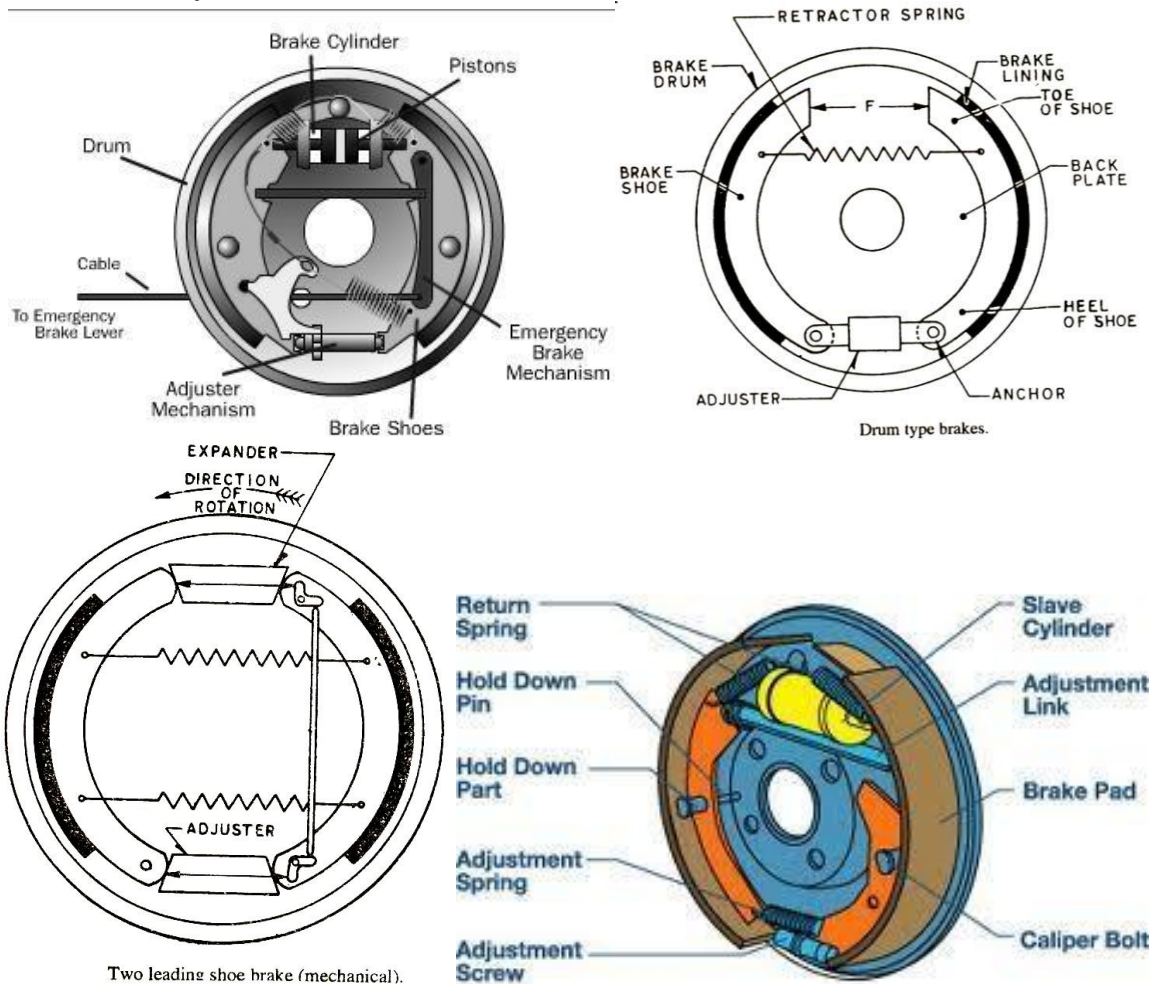 Brake Cylinder
Pistons
Drum
Cable
To Emergency
Brake Lever
Emergency
Brake
Mechanism
Adjuster
Mechanism
Brake Shoes
RETRACTOR SPRING
BRAKE
DRUM
BRAKE
LINING
TOE
OF SHOE
F
BRAKE
SHOE
BACK
PLATE
HEEL
OF SHOE
ADJUSTER
ANCHOR
Drum type brakes.
EXPANDER
DIRECTION
OF
ROTATION
ADJUSTER
Two leading shoe brake (mechanical).
Return
Spring
Slave
Cylinder
Hold Down
Pin
Adjustment
Link
Hold Down
Part
Brake Pad
Adjustment
Spring
Adjustment
Screw
Caliper Bolt